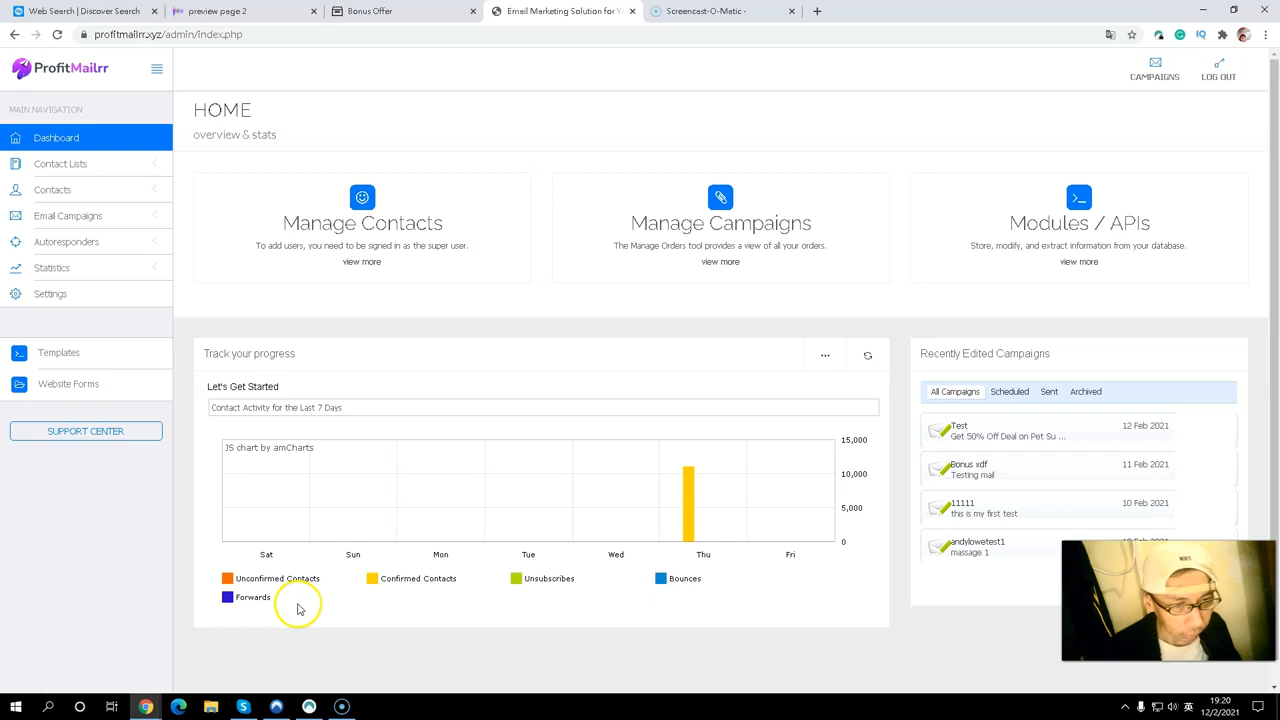 Web Search | Discover Search
preview page 2
Bonus Offer
Email Marketing Solution for Yo
Screencast-O-Matic -
profitmailrr.xyz/admin/index.php
ProfitMailrr
CAMPAIGNS
LOG OUT
MAIN NAVIGATION
Dashboard
Contact Lists
Contacts
Email Campaigns
Autoresponders
Statistics
Settings
Templates
Website Forms
SUPPORT CENTER
HOME
overview & stats
Manage Contacts
To add users, you need to be signed in as the super user.
view more
Manage Campaigns
The Manage Orders tool provides a view of all your orders.
view more
Modules / APIs
Store, modify, and extract information from your database.
view more
Track your progress
Let's Get Started
Contact Activity for the Last 7 Days
JS chart by amCharts
15,000
10,000
5,000
0
Sat Sun Mon Tue Wed Thu Fri
Unconfirmed Contacts Confirmed Contacts Unsubscribes Bounces
Forwards
Recently Edited Campaigns
All Campaigns Scheduled Sent Archived
Test 12 Feb 2021
Get 50% Off Deal on Pet Su ...
Bonus xdf 11 Feb 2021
Testing mail
11111 10 Feb 2021
this is my first test
andylowetest1
massage 1
英
19:20
12/2/2021